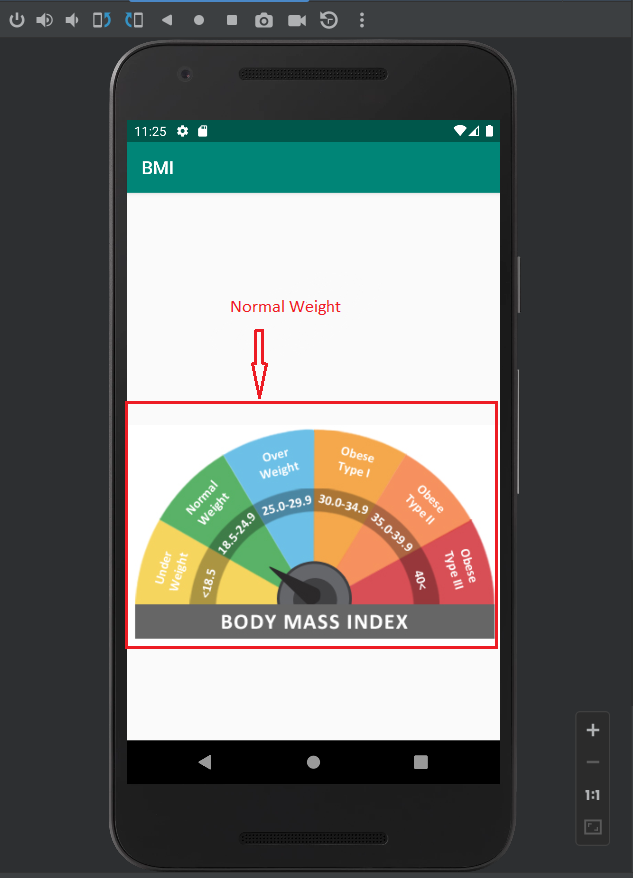 11:25
BMI
Normal Weight
Under
Weight
<18.5
Normal
Weight
18.5-24.9
Over
Weight
25.0-29.9
Obese
Type I
30.0-34.9
Obese
Type II
35.0-39.9
Obese
Type III
40<
BODY MASS INDEX
1:1